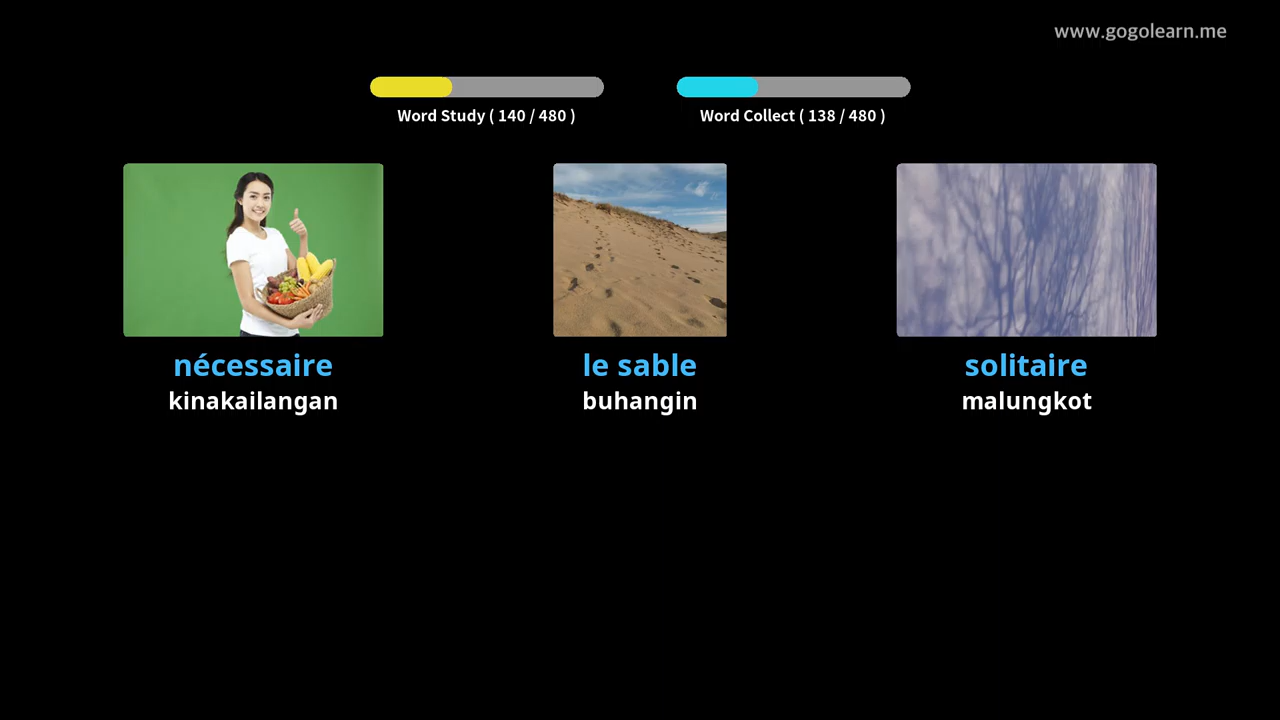 www.gogolearn.me
Word Study ( 140 / 480 )
Word Collect ( 138 / 480 )
nécessaire
kinakailangan
le sable
buhangin
solitaire
malungkot